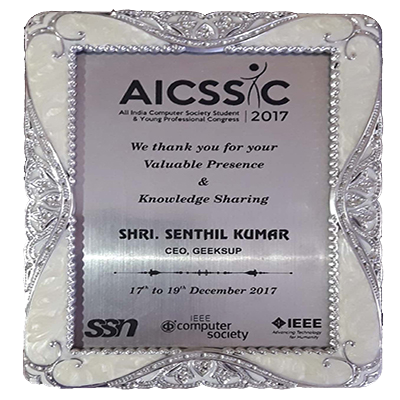 AICSSYC
All India Computer Society Student
& Young Professional Congress
2017
We thank you for your
Valuable Presence
&
Knowledge Sharing
SHRI. SENTHIL KUMAR
CEO, GEEKSUP
17th to 19th December 2017
ssn
IEEE
computer
society
IEEE
Advancing Technology
for Humanity